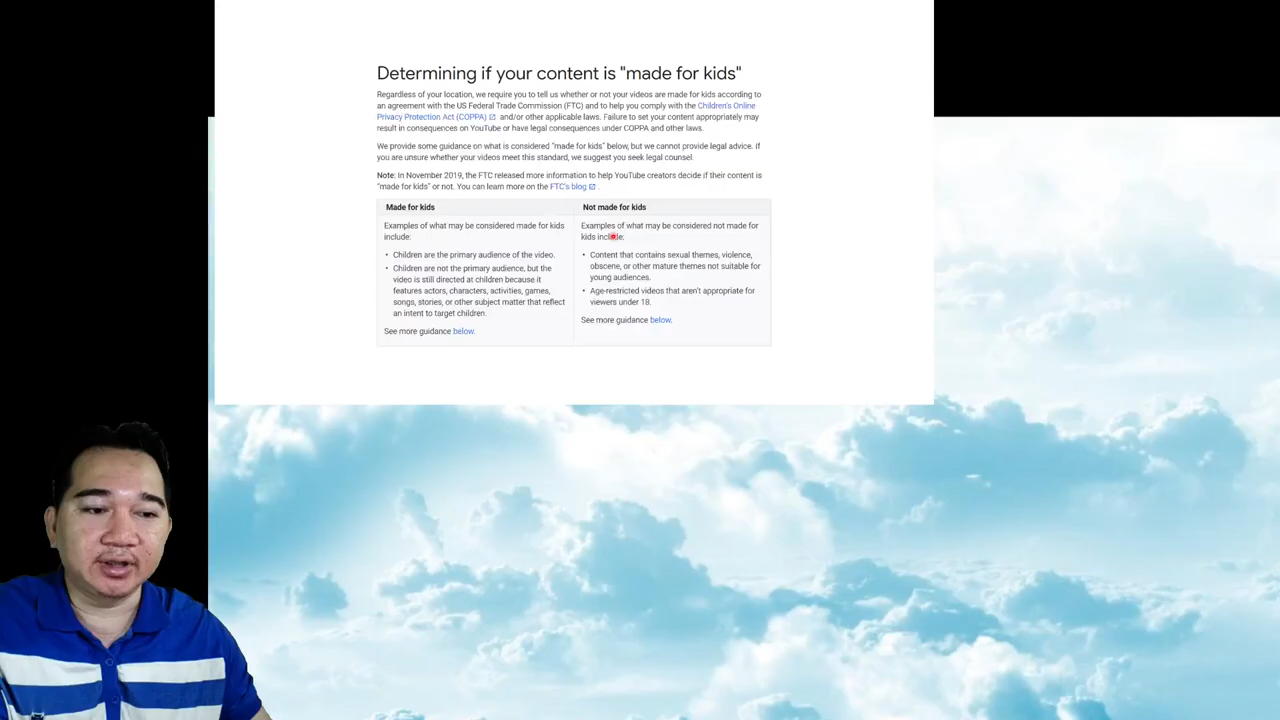 Determining if your content is "made for kids"
Regardless of your location, we require you to tell us whether or not your videos are made for kids according to
an agreement with the US Federal Trade Commission (FTC) and to help you comply with the Children's Online
Privacy Protection Act (COPPA) and/or other applicable laws. Failure to set your content appropriately may
result in consequences on YouTube or have legal consequences under COPPA and other laws.
We provide some guidance on what is considered "made for kids" below, but we cannot provide legal advice. If
you are unsure whether your videos meet this standard, we suggest you seek legal counsel.
Note: In November 2019, the FTC released more information to help YouTube creators decide if their content is
"made for kids" or not. You can learn more on the FTC's blog .
Made for kids
Examples of what may be considered made for kids
include:
• Children are the primary audience of the video.
• Children are not the primary audience, but the
video is still directed at children because it
features actors, characters, activities, games,
songs, stories, or other subject matter that reflect
an intent to target children.
See more guidance below.
Not made for kids
Examples of what may be considered not made for
kids include:
• Content that contains sexual themes, violence,
obscene, or other mature themes not suitable for
young audiences.
• Age-restricted videos that aren't appropriate for
viewers under 18.
See more guidance below.